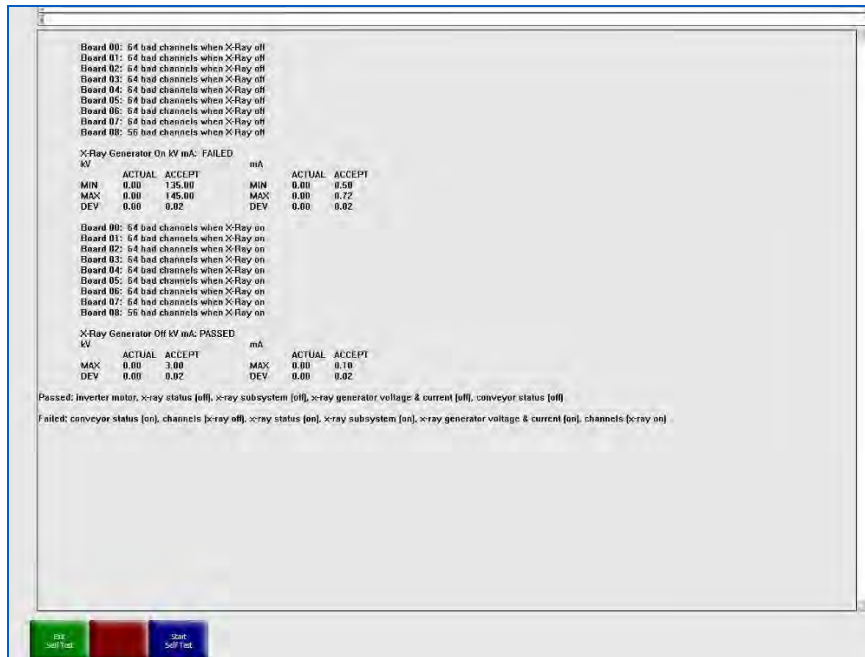 Board 00: 64 bad channels when X-Ray off
Board 01: 64 bad channels when X-Ray off
Board 02: 64 bad channels when X-Ray off
Board 03: 64 bad channels when X-Ray off
Board 04: 64 bad channels when X-Ray off
Board 05: 64 bad channels when X-Ray off
Board 06: 64 bad channels when X-Ray off
Board 07: 64 bad channels when X-Ray off
Board 08: 56 bad channels when X-Ray off
X-Ray Generator On kV mA: FAILED
kV mA
ACTUAL ACCEPT ACTUAL ACCEPT
MIN 0.00 135.00 MIN 0.00 0.50
MAX 0.00 145.00 MAX 0.00 0.72
DEV 0.00 0.02 DEV 0.00 0.02
Board 00: 64 bad channels when X-Ray on
Board 01: 64 bad channels when X-Ray on
Board 02: 64 bad channels when X-Ray on
Board 03: 64 bad channels when X-Ray on
Board 04: 64 bad channels when X-Ray on
Board 05: 64 bad channels when X-Ray on
Board 06: 64 bad channels when X-Ray on
Board 07: 64 bad channels when X-Ray on
Board 08: 56 bad channels when X-Ray on
X-Ray Generator Off kV mA: PASSED
kV mA
ACTUAL ACCEPT ACTUAL ACCEPT
MAX 0.00 3.00 MAX 0.00 0.10
DEV 0.00 0.02 DEV 0.00 0.02
Passed: inverter motor, x-ray status (off), x-ray subsystem (off), x-ray generator voltage & current (off), conveyor status (off)
Failed: conveyor status (on), channels (x-ray off), x-ray status (on), x-ray subsystem (on), x-ray generator voltage & current (on), channels (x-ray on)
Exit
Self Test
Start
Self Test